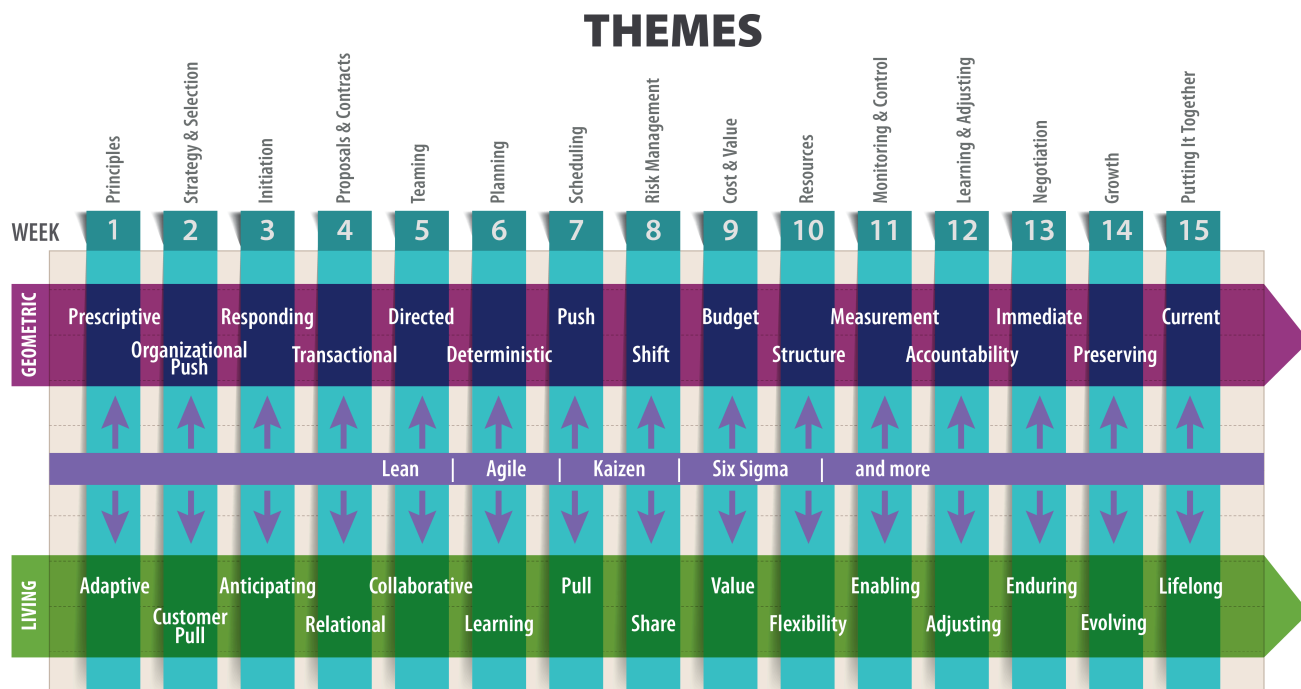 THEMES
Principles
Strategy & Selection
Initiation
Proposals & Contracts
Teaming
Planning
Scheduling
Risk Management
Cost & Value
Resources
Monitoring & Control
Learning & Adjusting
Negotiation
Growth
Putting It Together
WEEK 1 2 3 4 5 6 7 8 9 10 11 12 13 14 15
GEOMETRIC
Prescriptive
Organizational
Push
Responding
Transactional
Directed
Deterministic
Push
Shift
Budget
Structure
Measurement
Accountability
Immediate
Preserving
Current
Lean | Agile | Kaizen | Six Sigma | and more
LIVING
Adaptive
Customer
Pull
Anticipating
Relational
Collaborative
Learning
Pull
Share
Value
Flexibility
Enabling
Adjusting
Enduring
Evolving
Lifelong